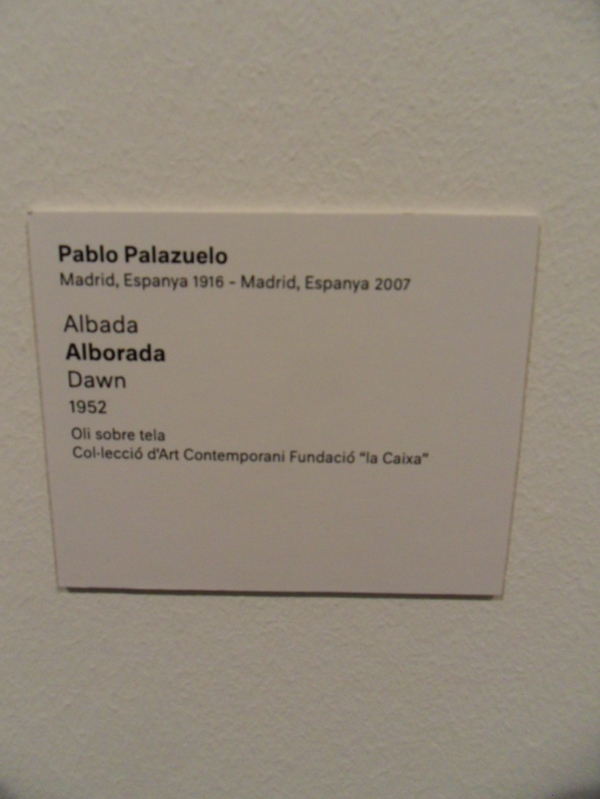 Pablo Palazuelo
Madrid, Espanya 1916 - Madrid, Espanya 2007
Albada
Alborada
Dawn
1952
Oli sobre tela
Col·lecció d'Art Contemporani Fundació "la Caixa"